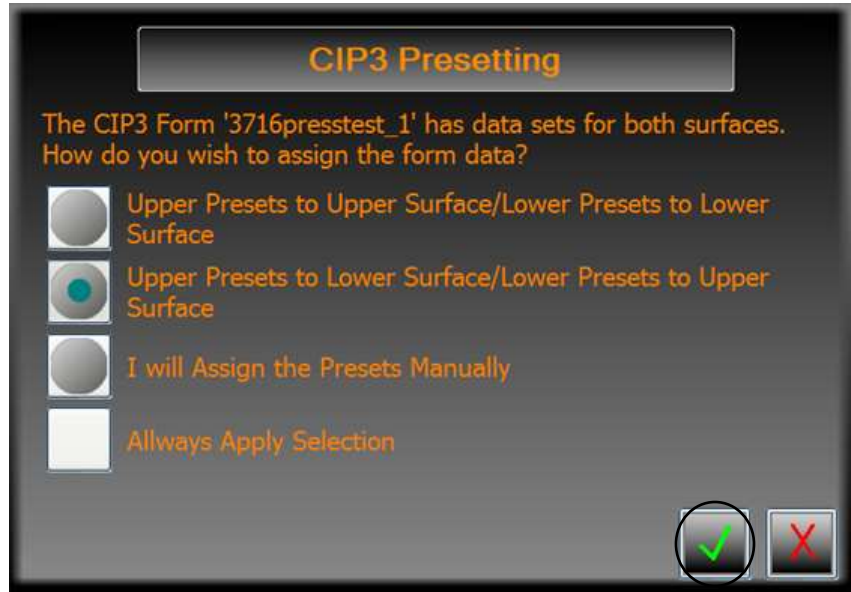 CIP3 Presetting
The CIP3 Form '3716presstest_1' has data sets for both surfaces.
How do you wish to assign the form data?
Upper Presets to Upper Surface/Lower Presets to Lower
Surface
Upper Presets to Lower Surface/Lower Presets to Upper
Surface
I will Assign the Presets Manually
Allways Apply Selection
X